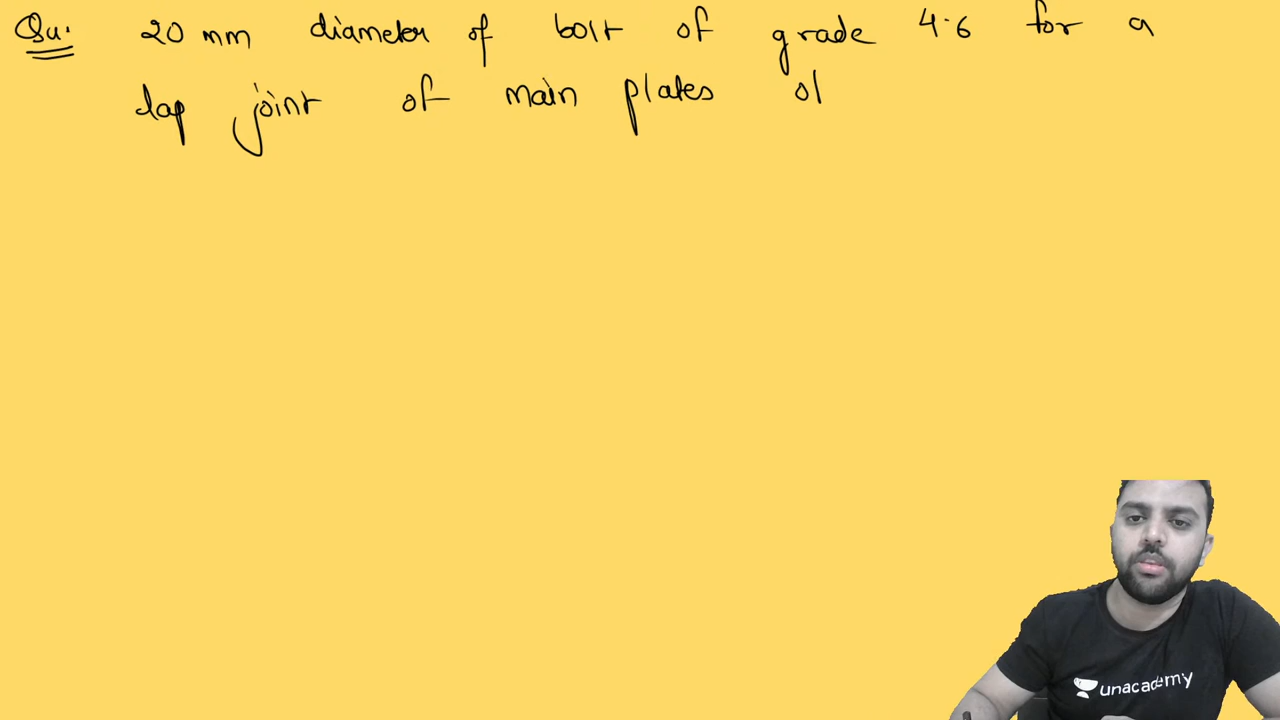 Qu: 20 mm diameter of bolt of grade 4.6 for a
lap joint of main plates of
unacademy